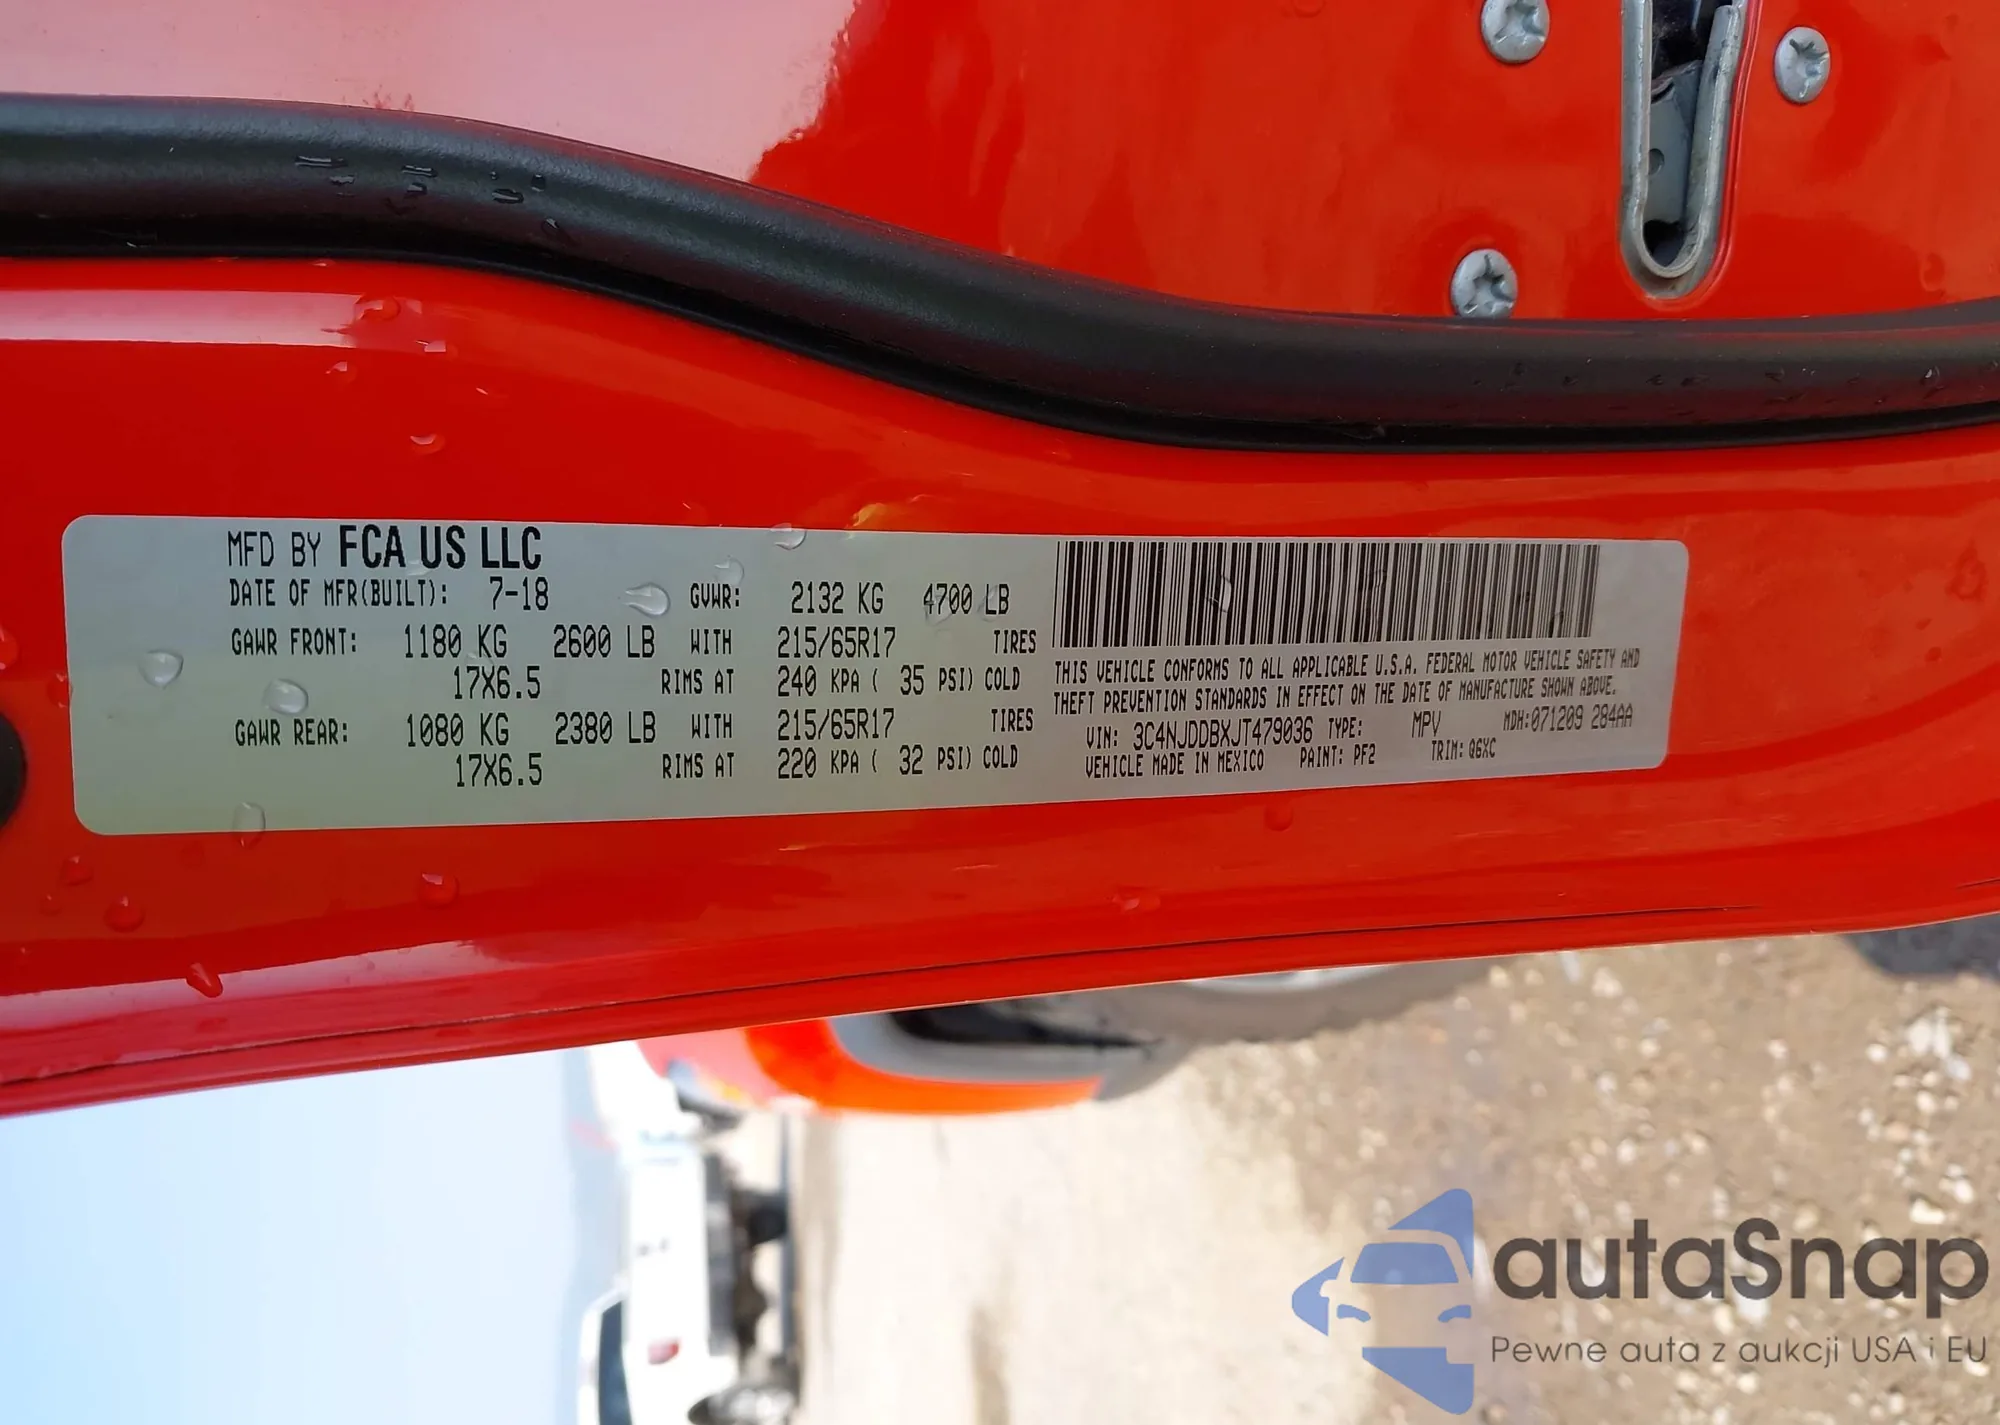 MFD BY FCA US LLC
DATE OF MFR(BUILT): 7-18 GVWR: 2132 KG 4700 LB
GAWR FRONT: 1180 KG 2600 LB WITH 215/65R17 TIRES
17X6.5 RIMS AT 240 KPA ( 35 PSI) COLD
GAWR REAR: 1080 KG 2380 LB WITH 215/65R17 TIRES
17X6.5 RIMS AT 220 KPA ( 32 PSI) COLD
THIS VEHICLE CONFORMS TO ALL APPLICABLE U.S.A. FEDERAL MOTOR VEHICLE SAFETY AND
THEFT PREVENTION STANDARDS IN EFFECT ON THE DATE OF MANUFACTURE SHOWN ABOVE.
VIN: 3C4NJDDBXJT479036 TYPE: MPV MDH:071209 284AA
VEHICLE MADE IN MEXICO PAINT: PF2 TRIM: Q6XC
autaSnap
Pewne auta z aukcji USA i EU